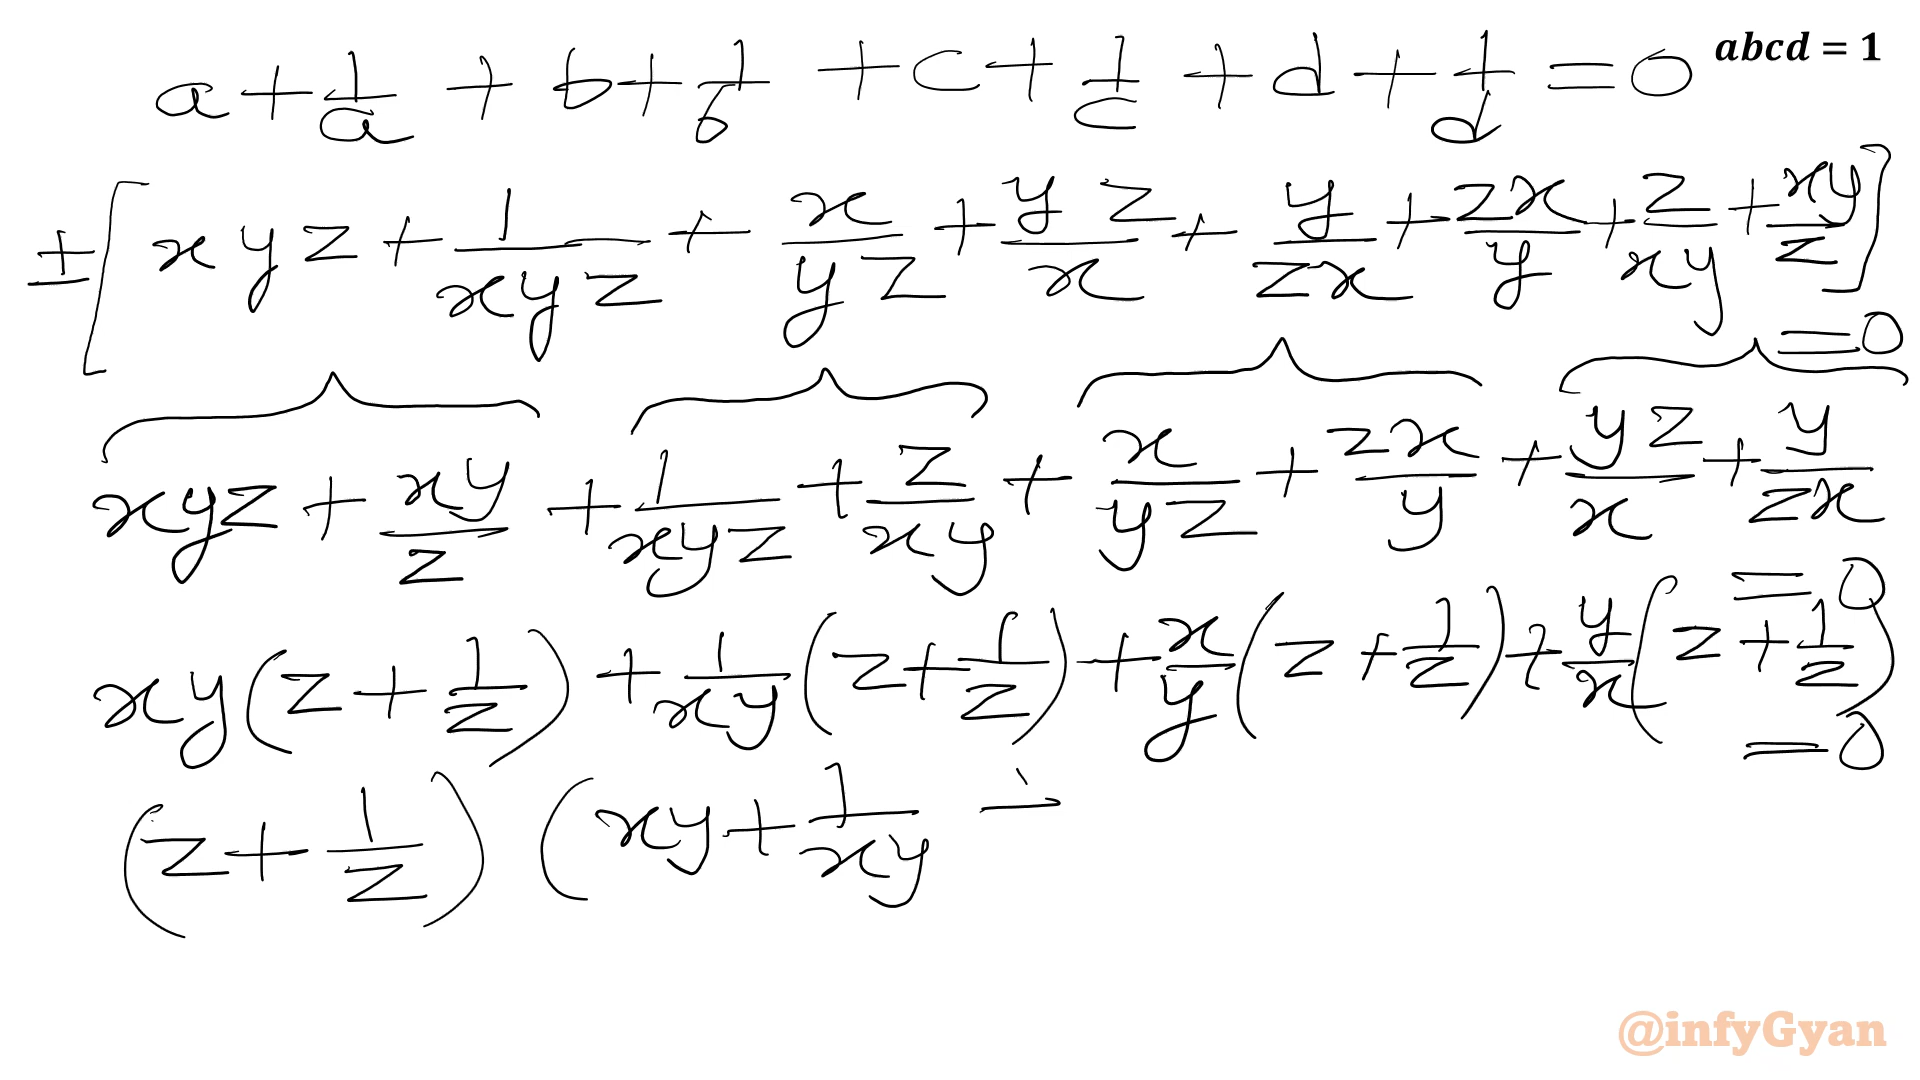 a + 1/a + b + 1/b + c + 1/c + d + 1/d = 0 abcd = 1
± [ xyz + 1/xyz + x/yz + yz/x + y/zx + zx/y + z/xy + xy/z ]
= 0
xyz + xy/z + 1/xyz + z/xy + x/yz + zx/y + yz/x + y/zx
= 0
xy(z + 1/z) + 1/xy (z + 1/z) + x/y (z + 1/z) + y/x (z + 1/z)
= 0
(z + 1/z) (xy + 1/xy
@infyGyan